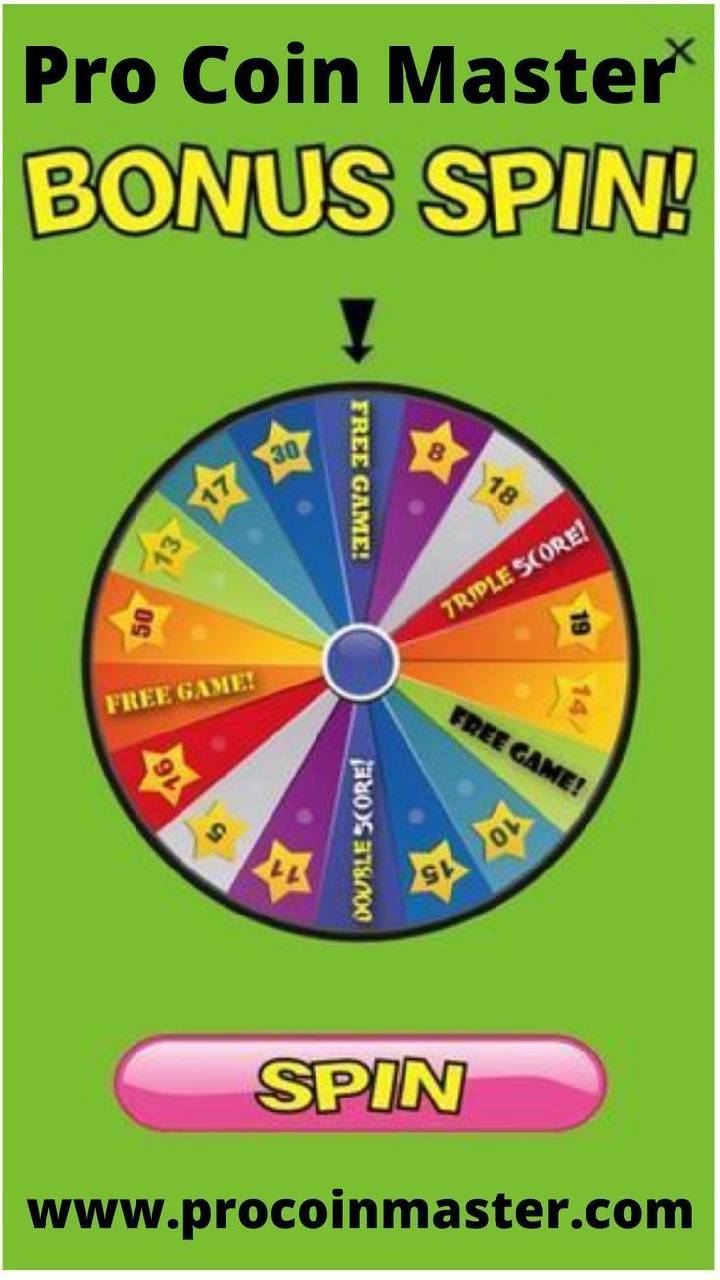 Pro Coin Master
×
BONUS SPIN!
FREE GAME!
8
18
TRIPLE SCORE!
19
14
FREE GAME!
10
15
DOUBLE SCORE!
11
5
16
FREE GAME!
50
13
17
30
SPIN
www.procoinmaster.com